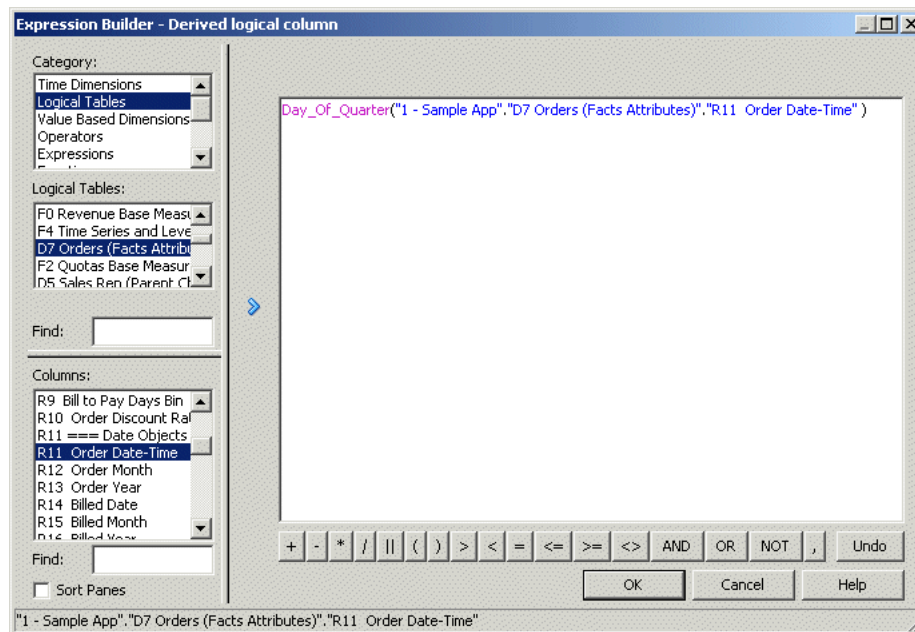 Expression Builder - Derived logical column
Category:
Time Dimensions
Logical Tables
Value Based Dimensions
Operators
Expressions
Logical Tables:
F0 Revenue Base Measu
F4 Time Series and Leve
D7 Orders (Facts Attribu
F2 Quotas Base Measur
D5 Sales Rep (Parent Ch
Find:
Columns:
R9 Bill to Pay Days Bin
R10 Order Discount Ra
R11 === Date Objects
R11 Order Date-Time
R12 Order Month
R13 Order Year
R14 Billed Date
R15 Billed Month
R16 Billed Year
Find:
Sort Panes
Day_Of_Quarter("1 - Sample App"."D7 Orders (Facts Attributes)"."R11  Order Date-Time" )
+ - * / || ( ) > < = <= >= <> AND OR NOT , Undo
OK Cancel Help
"1 - Sample App"."D7 Orders (Facts Attributes)"."R11  Order Date-Time"